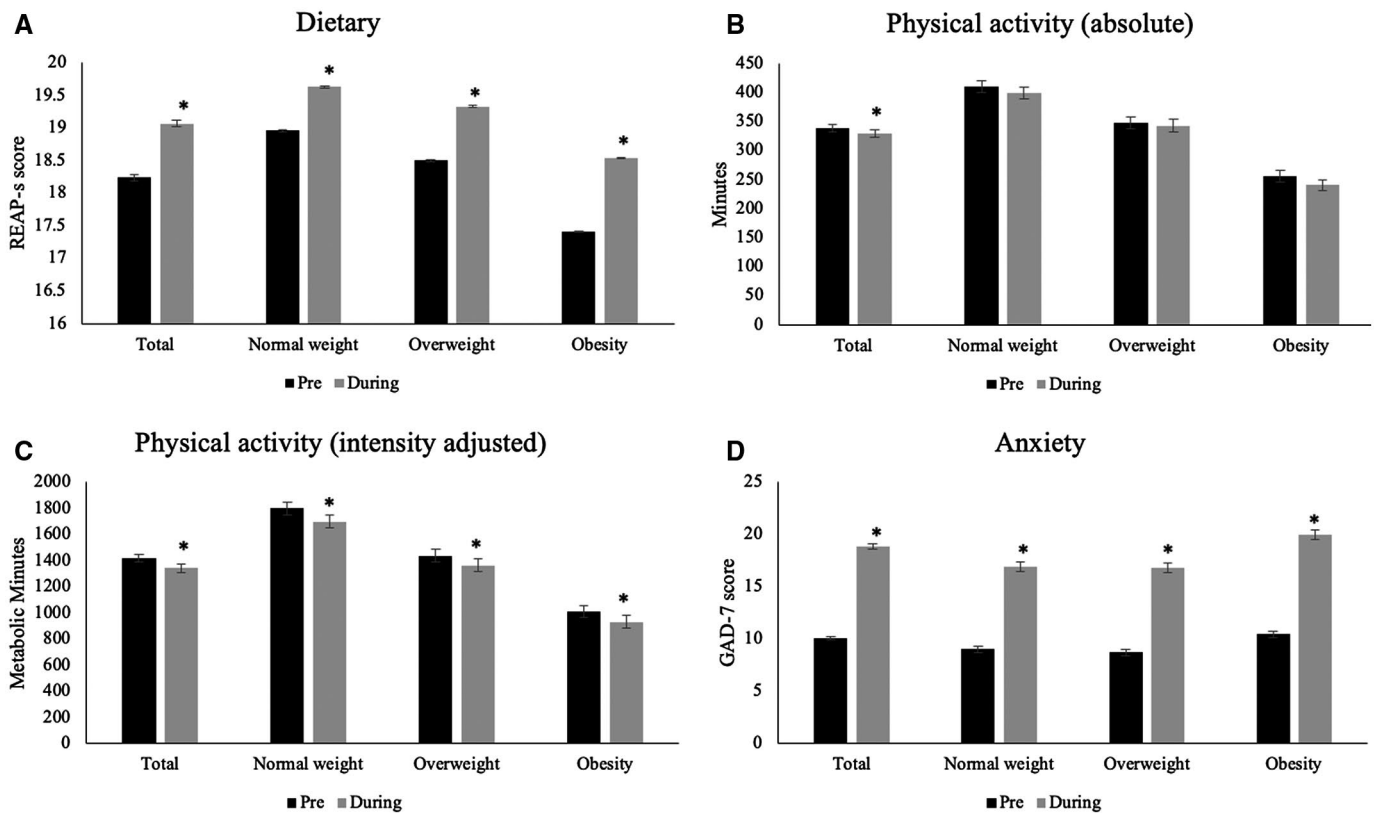 A
Dietary
REAP-s score
20
19.5
19
18.5
18
17.5
17
16.5
16
*
*
*
*
Total Normal weight Overweight Obesity
Pre During
B
Physical activity (absolute)
Minutes
450
400
350
300
250
200
150
100
50
0
*
Total Normal weight Overweight Obesity
Pre During
C
Physical activity (intensity adjusted)
Metabolic Minutes
2000
1800
1600
1400
1200
1000
800
600
400
200
0
*
*
*
*
Total Normal weight Overweight Obesity
Pre During
D
Anxiety
GAD-7 score
25
20
15
10
5
0
*
*
*
*
Total Normal weight Overweight Obesity
Pre During